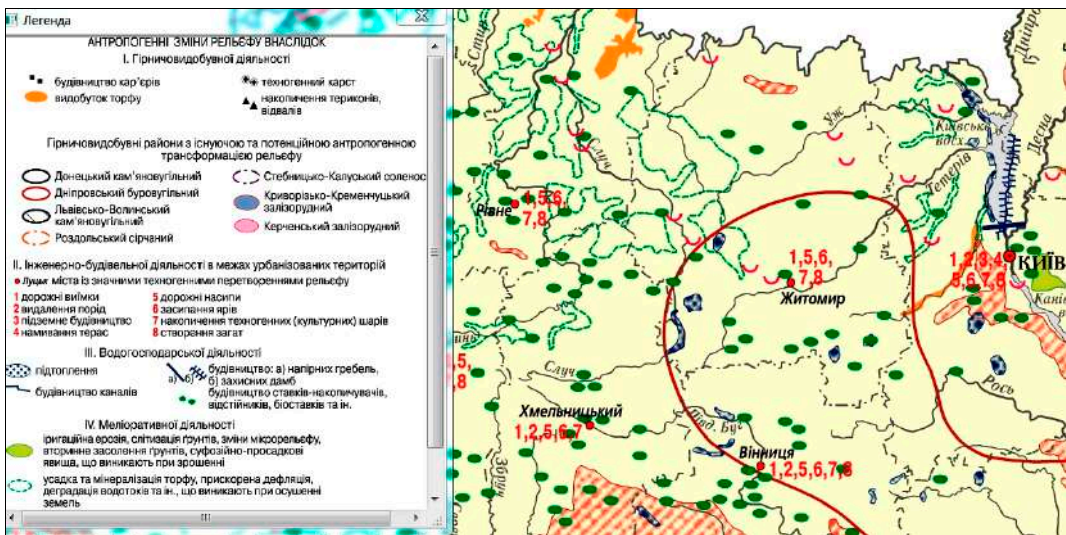 Легенда
АНТРОПОГЕННІ ЗМІНИ РЕЛЬЄФУ ВНАСЛІДОК
І. Гірничовидобувної діяльності
будівництво кар'єрів
видобуток торфу
техногенний карст
накопичення териконів,
відвалів
Гірничовидобувні райони з існуючою та потенційною антропогенною
трансформацією рельєфу
Донецький кам'яновугільний
Дніпровський буровугільний
Львівсько-Волинський
кам'яновугільний
Роздольський сірчаний
Стебницько-Калуський соленос
Криворізько-Кременчуцький
залізорудний
Керченський залізорудний
ІІ. Інженерно-будівельної діяльності в межах урбанізованих територій
Луцьк міста із значними техногенними перетвореннями рельєфу
1 дорожні виїмки
2 видалення порід
3 підземне будівництво
4 намивання терас
5 дорожні насипи
6 засипання ярів
7 накопичення техногенних (культурних) шарів
8 створення загат
ІІІ. Водогосподарської діяльності
підтоплення
будівництво каналів
а) б)
будівництво: а) напірних гребель,
б) захисних дамб
будівництво ставків-накопичувачів,
відстійників, біоставків та ін.
IV. Меліоративної діяльності
іригаційна ерозія, слітизація ґрунтів, зміни мікрорельєфу,
вторинне засолення ґрунтів, суфозійно-просадкові
явища, що виникають при зрошенні
усадка та мінералізація торфу, прискорена дефляція,
деградація водотоків та ін., що виникають при осушенні
земель
Стир
Случ
Уж
Київське
вдсх.
Дніпро
Десна
Тетерів
Рівне
1,5,6,
7,8
1,5,6,
7,8
Житомир
1,2,3,4,
5,6,7,8
КИЇВ
Канів
Случ
Рось
Хмельницький
1,2,5,6,7
Півд. Буг
Вінниця
1,2,5,6,7,8
Збруч